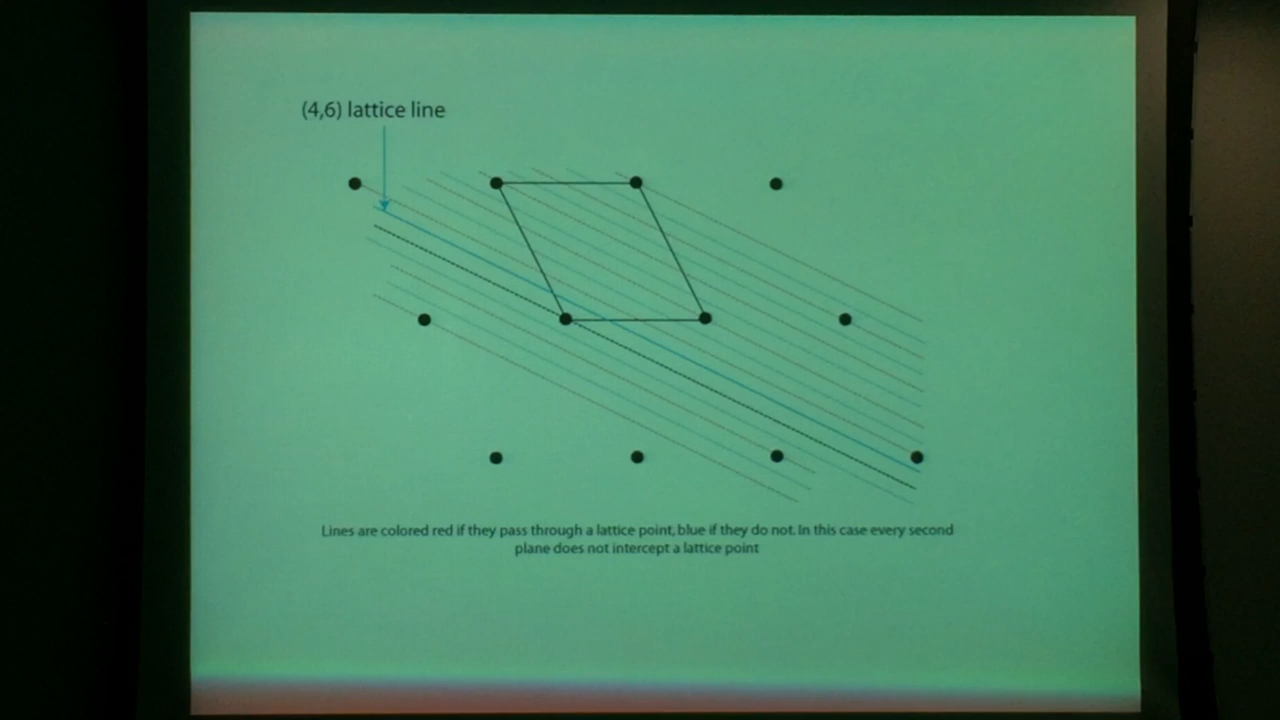 (4,6) lattice line
Lines are colored red if they pass through a lattice point, blue if they do not. In this case every second
plane does not intercept a lattice point